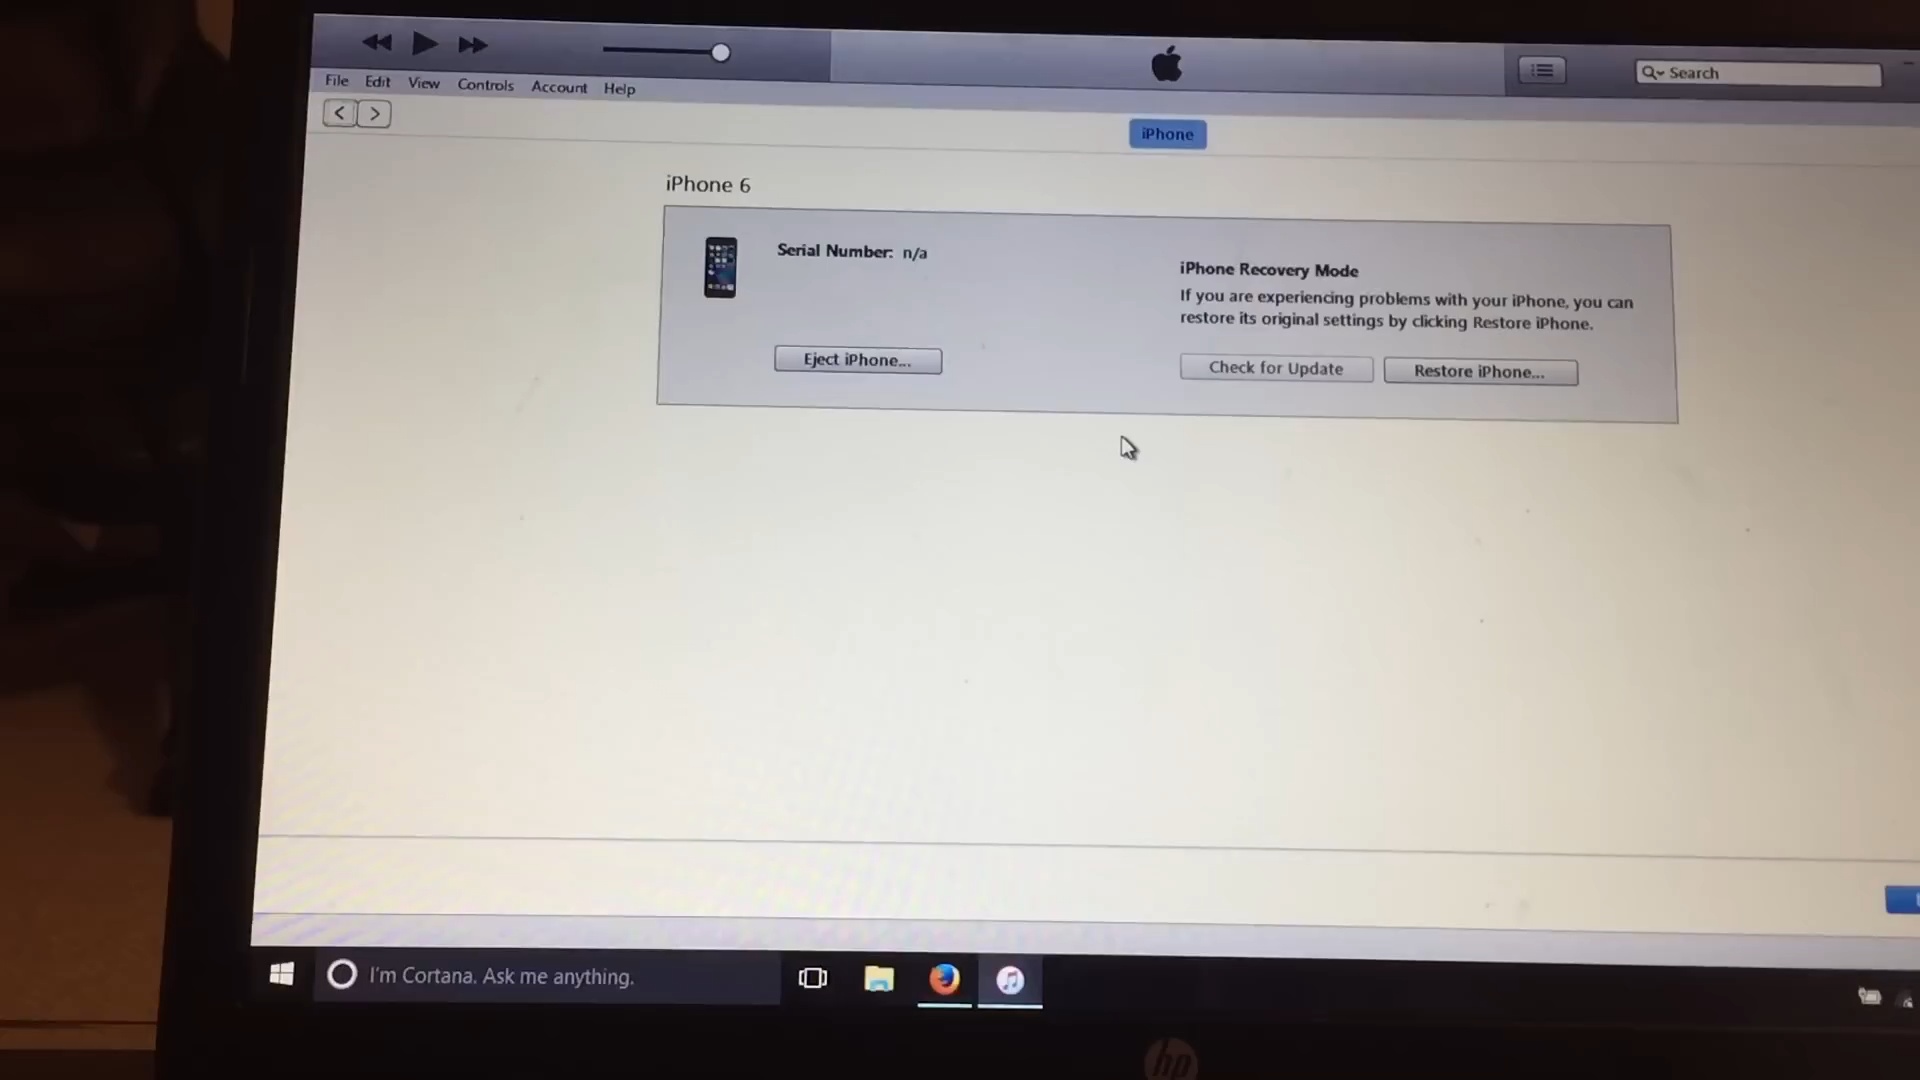 Search
File Edit View Controls Account Help
iPhone
iPhone 6
Serial Number: n/a
iPhone Recovery Mode
If you are experiencing problems with your iPhone, you can
restore its original settings by clicking Restore iPhone.
Eject iPhone...
Check for Update
Restore iPhone...
I'm Cortana. Ask me anything.
hp